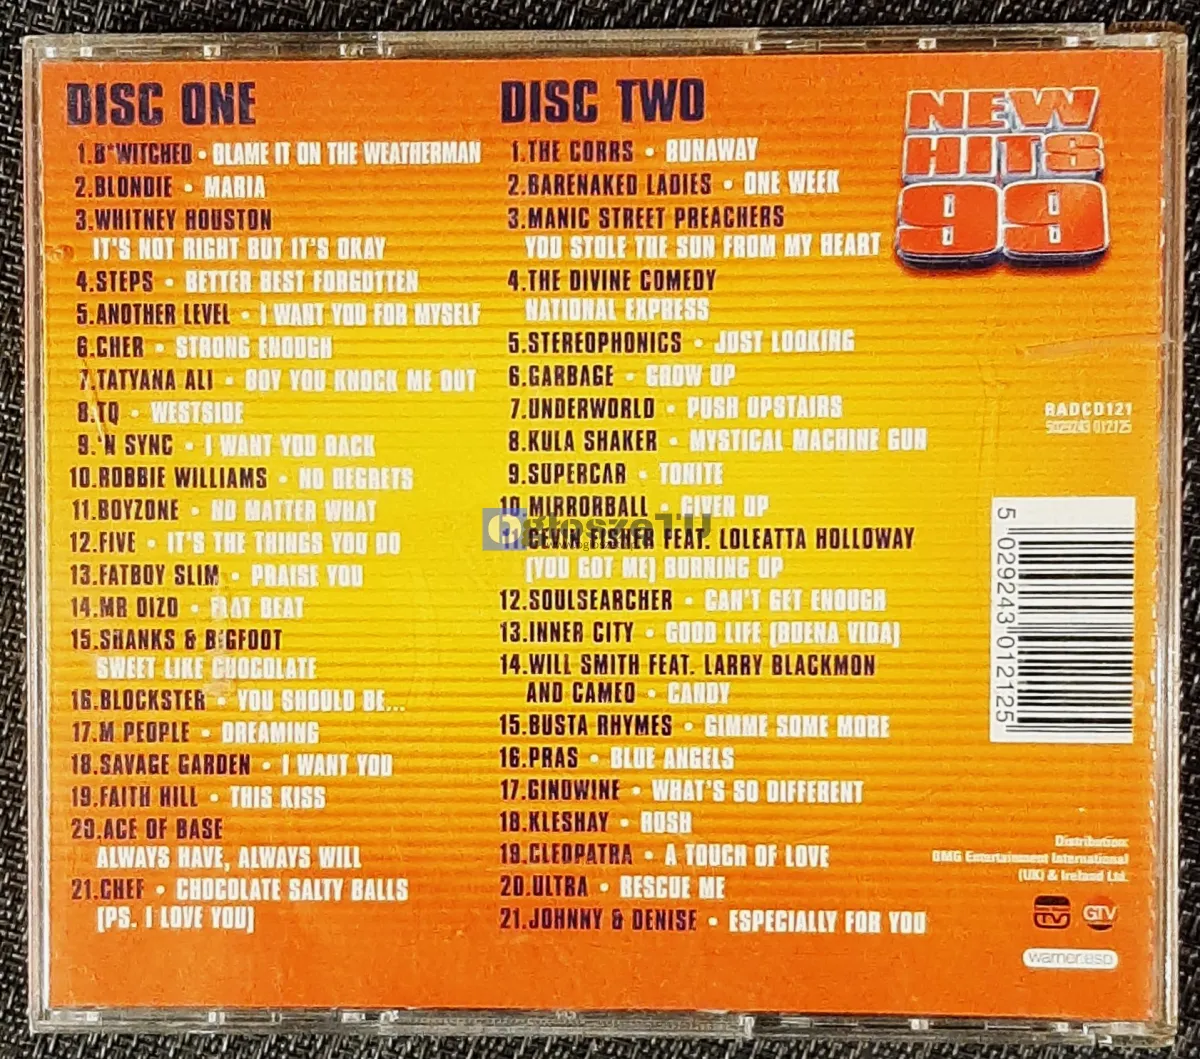 DISC ONE
1.B*WITCHED • BLAME IT ON THE WEATHERMAN
2.BLONDIE • MARIA
3.WHITNEY HOUSTON
IT'S NOT RIGHT BUT IT'S OKAY
4.STEPS • BETTER BEST FORGOTTEN
5.ANOTHER LEVEL • I WANT YOU FOR MYSELF
6.CHER • STRONG ENOUGH
7.TATYANA ALI • BOY YOU KNOCK ME OUT
8.TQ • WESTSIDE
9.'N SYNC • I WANT YOU BACK
10.ROBBIE WILLIAMS • NO REGRETS
11.BOYZONE • NO MATTER WHAT
12.FIVE • IT'S THE THINGS YOU DO
13.FATBOY SLIM • PRAISE YOU
14.MR OIZO • FLAT BEAT
15.SHANKS & BIGFOOT
SWEET LIKE CHOCOLATE
16.BLOCKSTER • YOU SHOULD BE...
17.M PEOPLE • DREAMING
18.SAVAGE GARDEN • I WANT YOU
19.FAITH HILL • THIS KISS
20.ACE OF BASE
ALWAYS HAVE, ALWAYS WILL
21.CHEF • CHOCOLATE SALTY BALLS
(PS. I LOVE YOU)
DISC TWO
1.THE CORRS • RUNAWAY
2.BARENAKED LADIES • ONE WEEK
3.MANIC STREET PREACHERS
YOU STOLE THE SUN FROM MY HEART
4.THE DIVINE COMEDY
NATIONAL EXPRESS
5.STEREOPHONICS • JUST LOOKING
6.GARBAGE • GROW UP
7.UNDERWORLD • PUSH UPSTAIRS
8.KULA SHAKER • MYSTICAL MACHINE GUN
9.SUPERCAR • TONITE
10.MIRRORBALL • GIVEN UP
11.CEVIN FISHER FEAT. LOLEATTA HOLLOWAY
(YOU GOT ME) BURNING UP
12.SOULSEARCHER • CAN'T GET ENOUGH
13.INNER CITY • GOOD LIFE (BUENA VIDA)
14.WILL SMITH FEAT. LARRY BLACKMON
AND CAMEO • CANDY
15.BUSTA RHYMES • GIMME SOME MORE
16.PRAS • BLUE ANGELS
17.GINUWINE • WHAT'S SO DIFFERENT
18.KLESHAY • RUSH
19.CLEOPATRA • A TOUCH OF LOVE
20.ULTRA • RESCUE ME
21.JOHNNY & DENISE • ESPECIALLY FOR YOU
NEW
HITS
99
RADCD121
5029243 012125
5 029243 012125
Distribution:
BMG Entertainment International
(UK) & Ireland Ltd.
TV
GTV
warner.esp